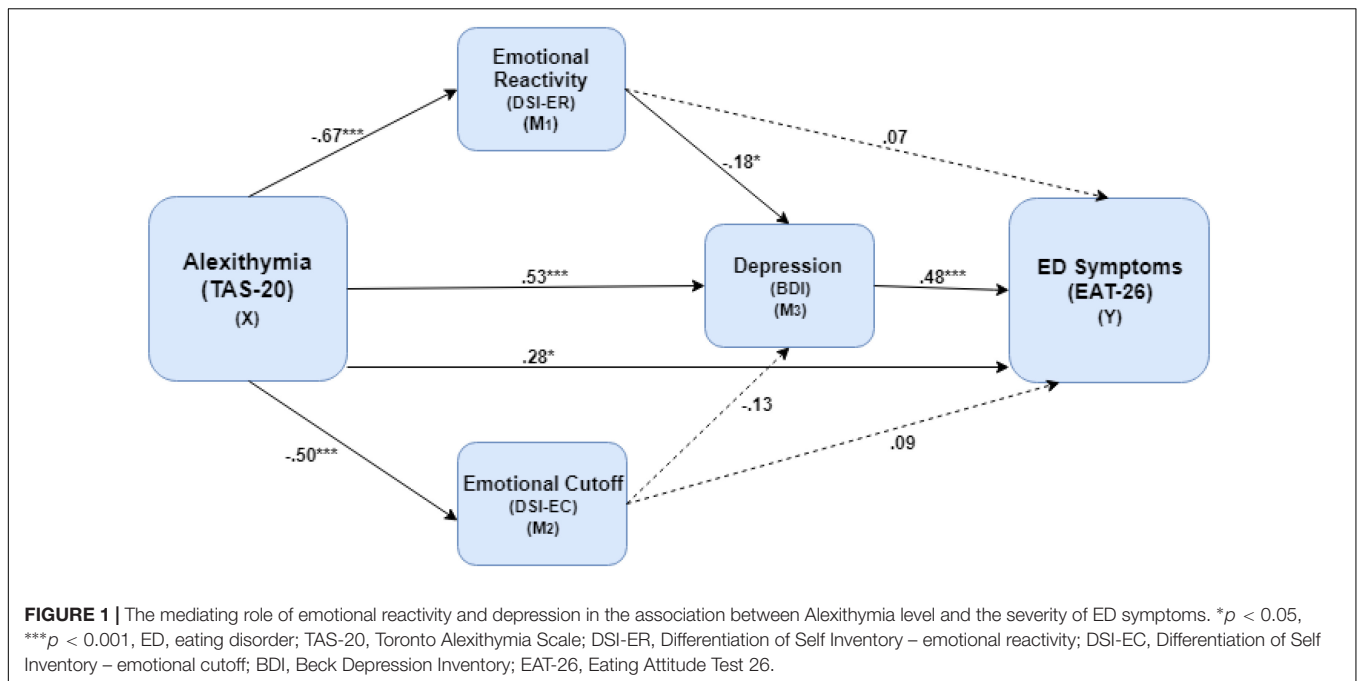 Emotional
Reactivity
(DSI-ER)
(M1)
-.67***
.07
-.18*
Alexithymia
(TAS-20)
(X)
.53***
Depression
(BDI)
(M3)
.48***
ED Symptoms
(EAT-26)
(Y)
.28*
-.50***
-.13
.09
Emotional Cutoff
(DSI-EC)
(M2)
FIGURE 1 | The mediating role of emotional reactivity and depression in the association between Alexithymia level and the severity of ED symptoms. *p < 0.05,
***p < 0.001, ED, eating disorder; TAS-20, Toronto Alexithymia Scale; DSI-ER, Differentiation of Self Inventory – emotional reactivity; DSI-EC, Differentiation of Self
Inventory – emotional cutoff; BDI, Beck Depression Inventory; EAT-26, Eating Attitude Test 26.